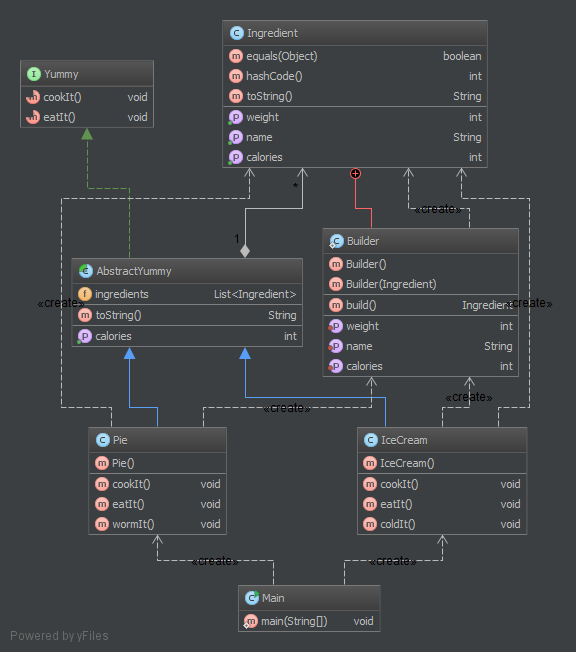 Ingredient
equals(Object) boolean
hashCode() int
toString() String
weight int
name String
calories int
Yummy
cookIt() void
eatIt() void
*
1
«create»
Builder
Builder()
Builder(Ingredient)
build() Ingredient
weight int
name String
calories int
AbstractYummy
ingredients List<Ingredient>
toString() String
calories int
«create»
«create»
«create»
«create»
Pie
Pie()
cookIt() void
eatIt() void
wormIt() void
IceCream
IceCream()
cookIt() void
eatIt() void
coldIt() void
«create»
«create»
Main
main(String[]) void
Powered by yFiles